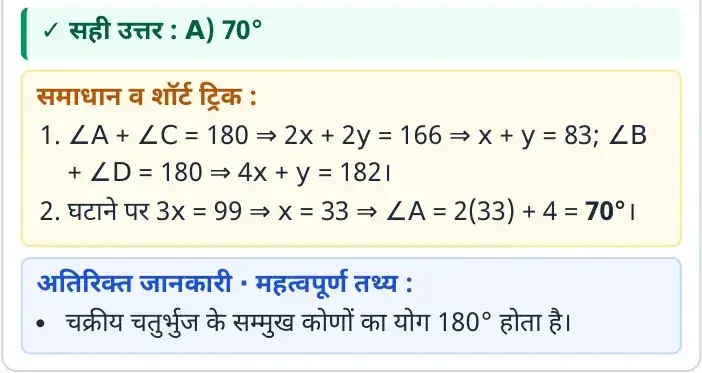 ✓ सही उत्तर : A) 70°
समाधान व शॉर्ट ट्रिक :
1. ∠A + ∠C = 180 ⇒ 2x + 2y = 166 ⇒ x + y = 83; ∠B
+ ∠D = 180 ⇒ 4x + y = 182।
2. घटाने पर 3x = 99 ⇒ x = 33 ⇒ ∠A = 2(33) + 4 = 70°।
अतिरिक्त जानकारी · महत्वपूर्ण तथ्य :
• चक्रीय चतुर्भुज के सम्मुख कोणों का योग 180° होता है।